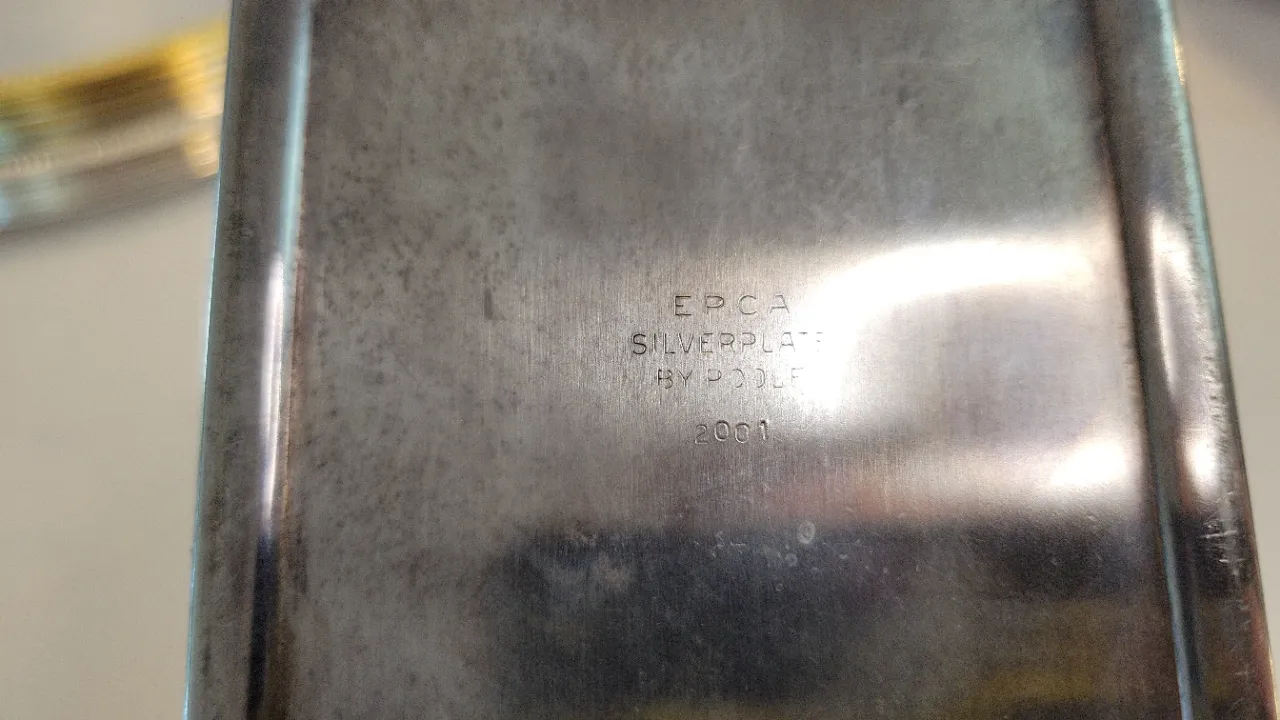 EPCA
SILVERPLATE
BY POOLE
2001